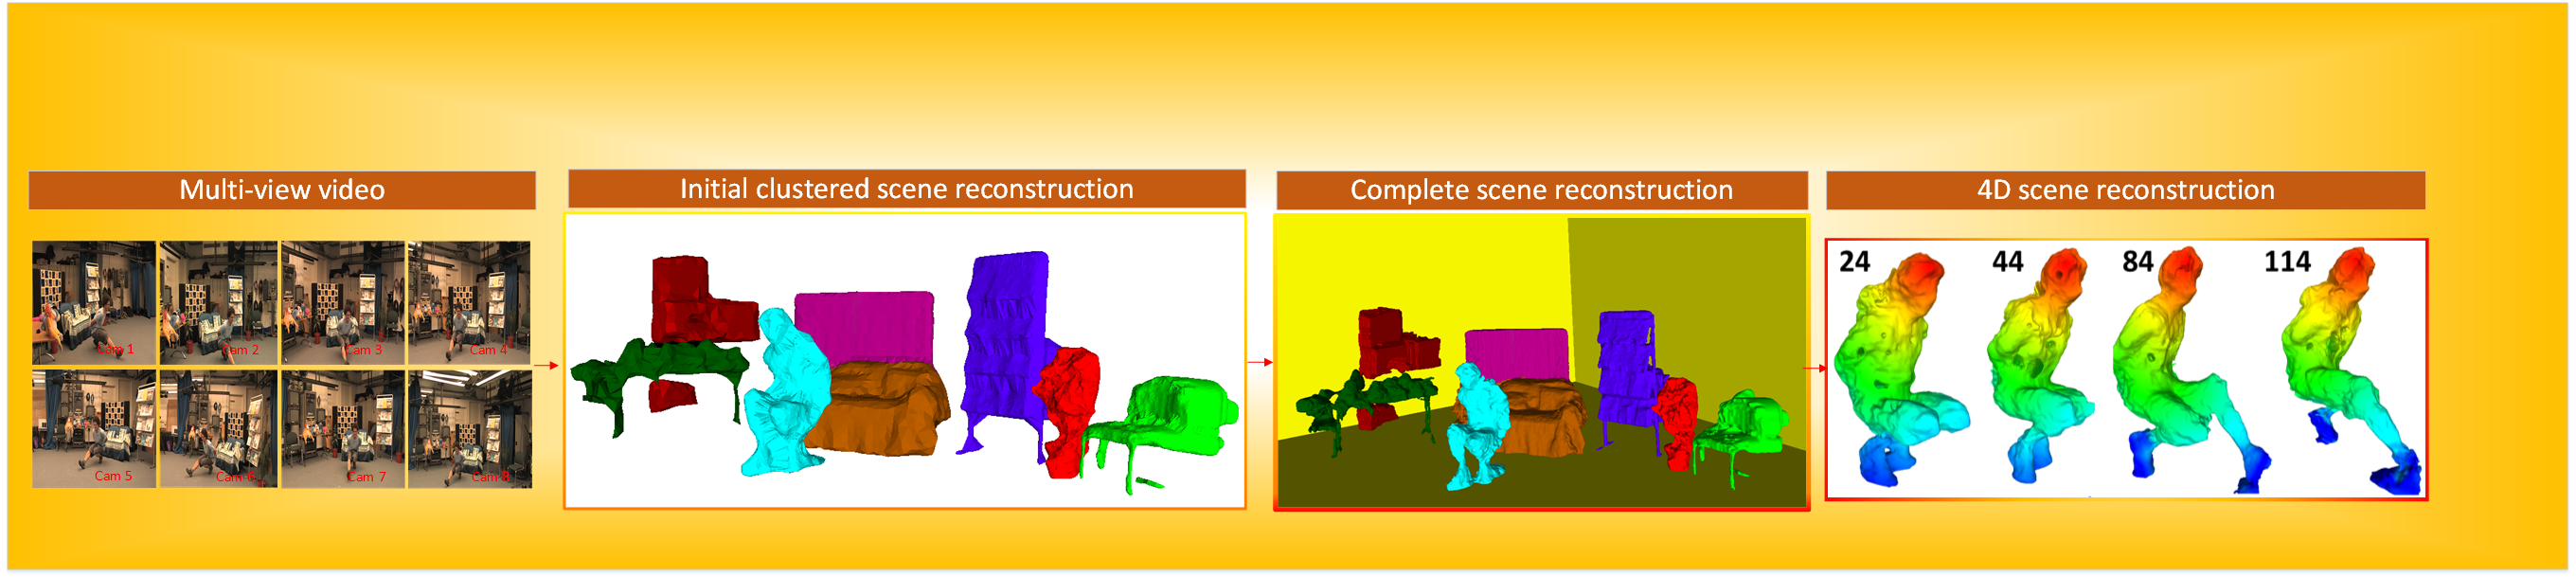 Multi-view video
Initial clustered scene reconstruction
Complete scene reconstruction
4D scene reconstruction
Cam 1
Cam 2
Cam 3
Cam 4
Cam 5
Cam 6
Cam 7
Cam 8
24
44
84
114